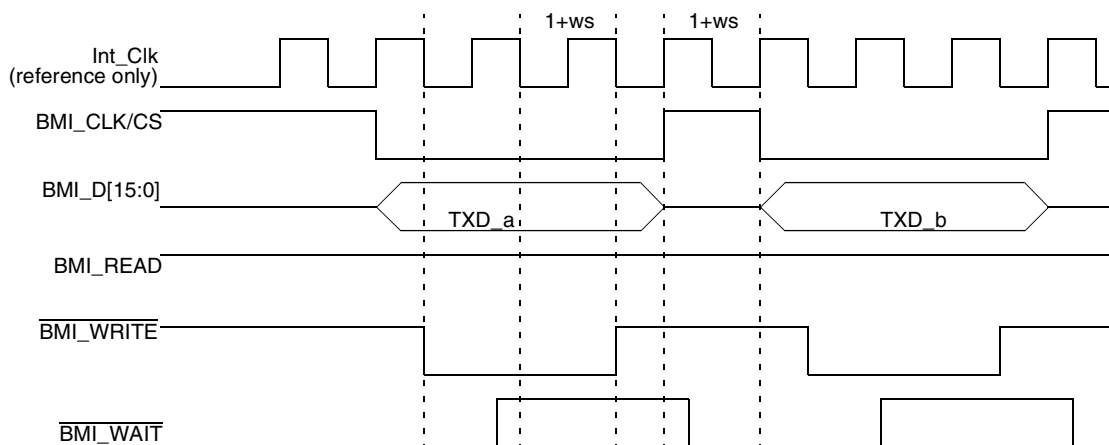 1+ws 1+ws
Int_Clk
(reference only)
BMI_CLK/CS
BMI_D[15:0]
TXD_a TXD_b
BMI_READ
BMI_WRITE
BMI_WAIT